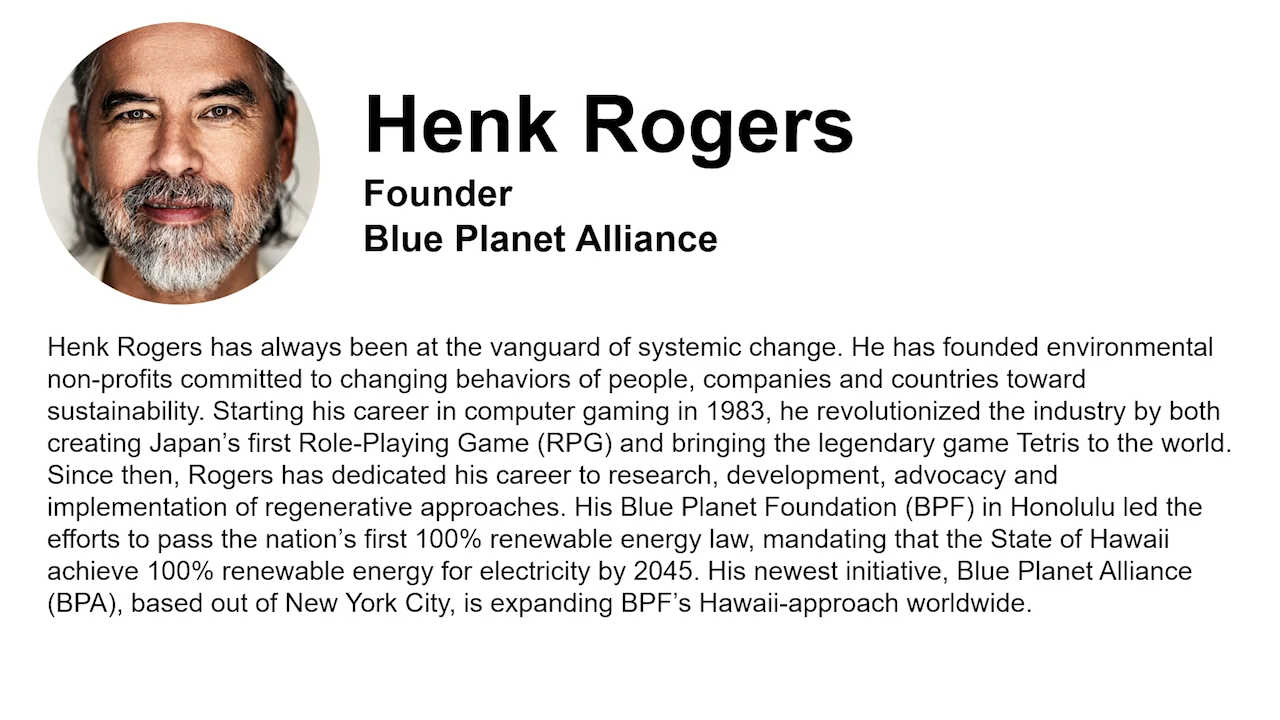 Henk Rogers
Founder
Blue Planet Alliance
Henk Rogers has always been at the vanguard of systemic change. He has founded environmental
non-profits committed to changing behaviors of people, companies and countries toward
sustainability. Starting his career in computer gaming in 1983, he revolutionized the industry by both
creating Japan’s first Role-Playing Game (RPG) and bringing the legendary game Tetris to the world.
Since then, Rogers has dedicated his career to research, development, advocacy and
implementation of regenerative approaches. His Blue Planet Foundation (BPF) in Honolulu led the
efforts to pass the nation’s first 100% renewable energy law, mandating that the State of Hawaii
achieve 100% renewable energy for electricity by 2045. His newest initiative, Blue Planet Alliance
(BPA), based out of New York City, is expanding BPF’s Hawaii-approach worldwide.